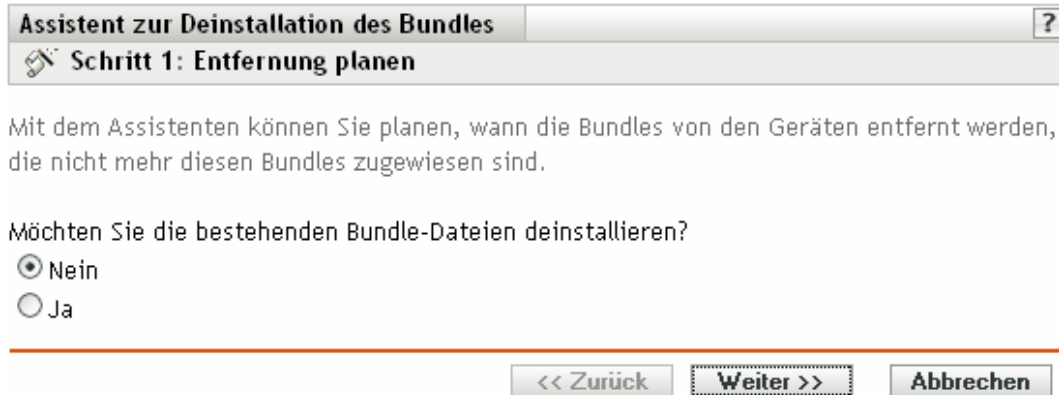 Assistent zur Deinstallation des Bundles
?
Schritt 1: Entfernung planen
Mit dem Assistenten können Sie planen, wann die Bundles von den Geräten entfernt werden,
die nicht mehr diesen Bundles zugewiesen sind.
Möchten Sie die bestehenden Bundle-Dateien deinstallieren?
Nein
Ja
<< Zurück Weiter >> Abbrechen